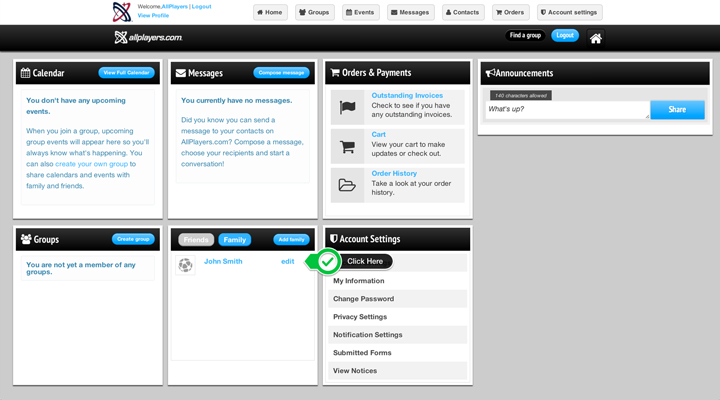 Welcome,AllPlayers | Logout
View Profile
Home
Groups
Events
Messages
Contacts
Orders
Account settings
allplayers.com
Find a group
Logout
Calendar
View Full Calendar
You don't have any upcoming
events.
When you join a group, upcoming
group events will appear here so you'll
always know what's happening. You
can also create your own group to
share calendars and events with
family and friends.
Messages
Compose message
You currently have no messages.
Did you know you can send a
message to your contacts on
AllPlayers.com? Compose a message,
choose your recipients and start a
conversation!
Orders & Payments
Outstanding Invoices
Check to see if you have
any outstanding invoices.
Cart
View your cart to make
updates or check out.
Order History
Take a look at your order
history.
Announcements
140 characters allowed
What's up?
Share
Groups
Create group
You are not yet a member of any
groups.
Friends
Family
Add family
John Smith
edit
Account Settings
Click Here
My Information
Change Password
Privacy Settings
Notification Settings
Submitted Forms
View Notices